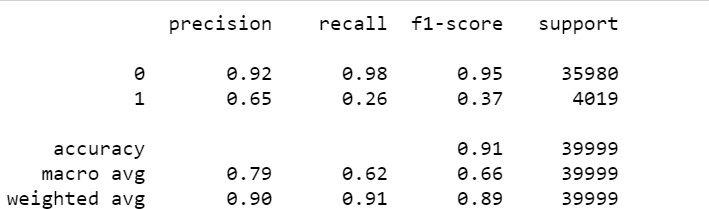 precision recall f1-score support
0 0.92 0.98 0.95 35980
1 0.65 0.26 0.37 4019
accuracy 0.91 39999
macro avg 0.79 0.62 0.66 39999
weighted avg 0.90 0.91 0.89 39999